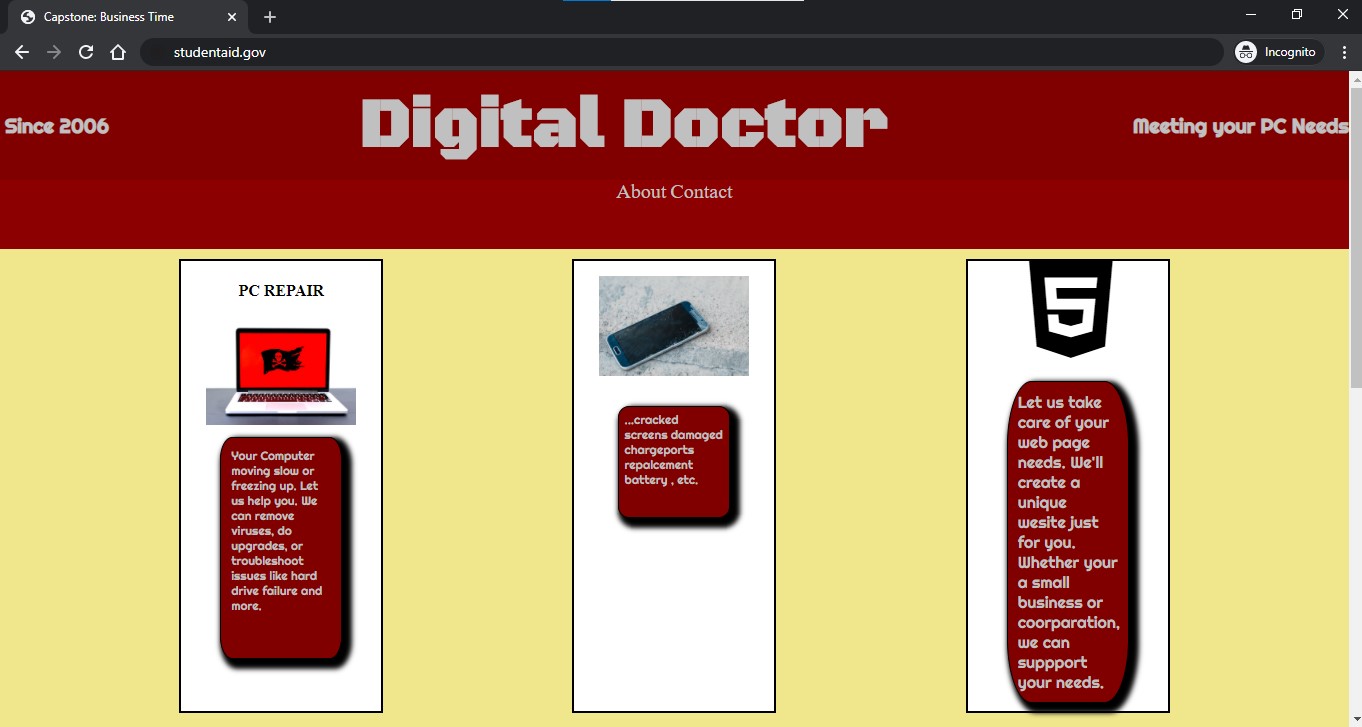 Capstone: Business Time
studentaid.gov
Incognito
Since 2006
Digital Doctor
Meeting your PC Needs
About Contact
PC REPAIR
Your Computer
moving slow or
freezing up. Let
us help you. We
can remove
viruses, do
upgrades, or
troubleshoot
issues like hard
drive failure and
more.
...cracked
screens damaged
chargeports
repalcement
battery , etc.
5
Let us take
care of your
web page
needs. We'll
create a
unique
wesite just
for you.
Whether your
a small
business or
coorparation,
we can
suppport
your needs.